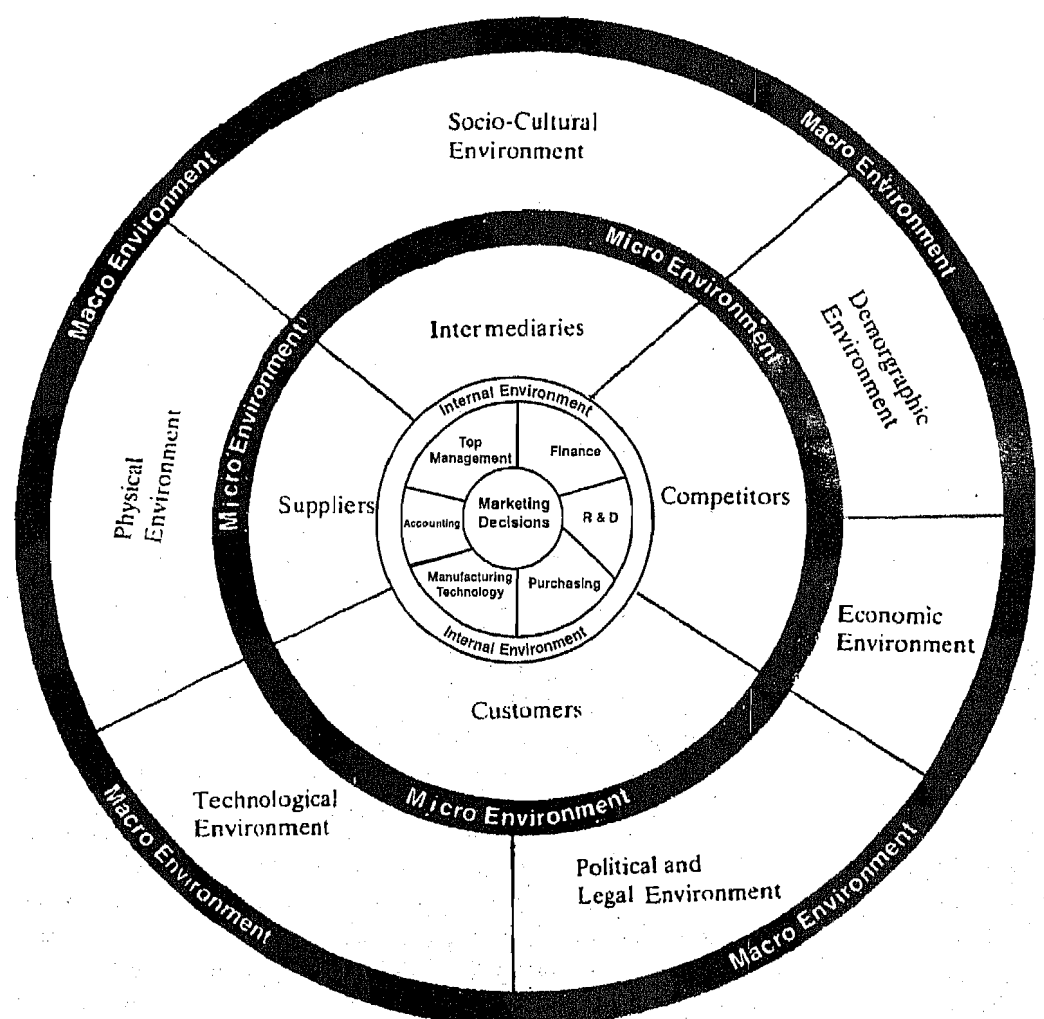 Socio-Cultural
Environment
Macro Environment
Macro Environment
Micro Environment
Demorgraphic
Environment
Intermediaries
Micro Environment
Internal Environment
Physical
Environment
Top
Management
Finance
Suppliers
Accounting
Marketing
Decisions
R & D
Competitors
Manufacturing
Technology
Purchasing
Internal Environment
Economic
Environment
Customers
Technological
Environment
Micro Environment
Political and
Legal Environment
Macro Environment
Macro Environment